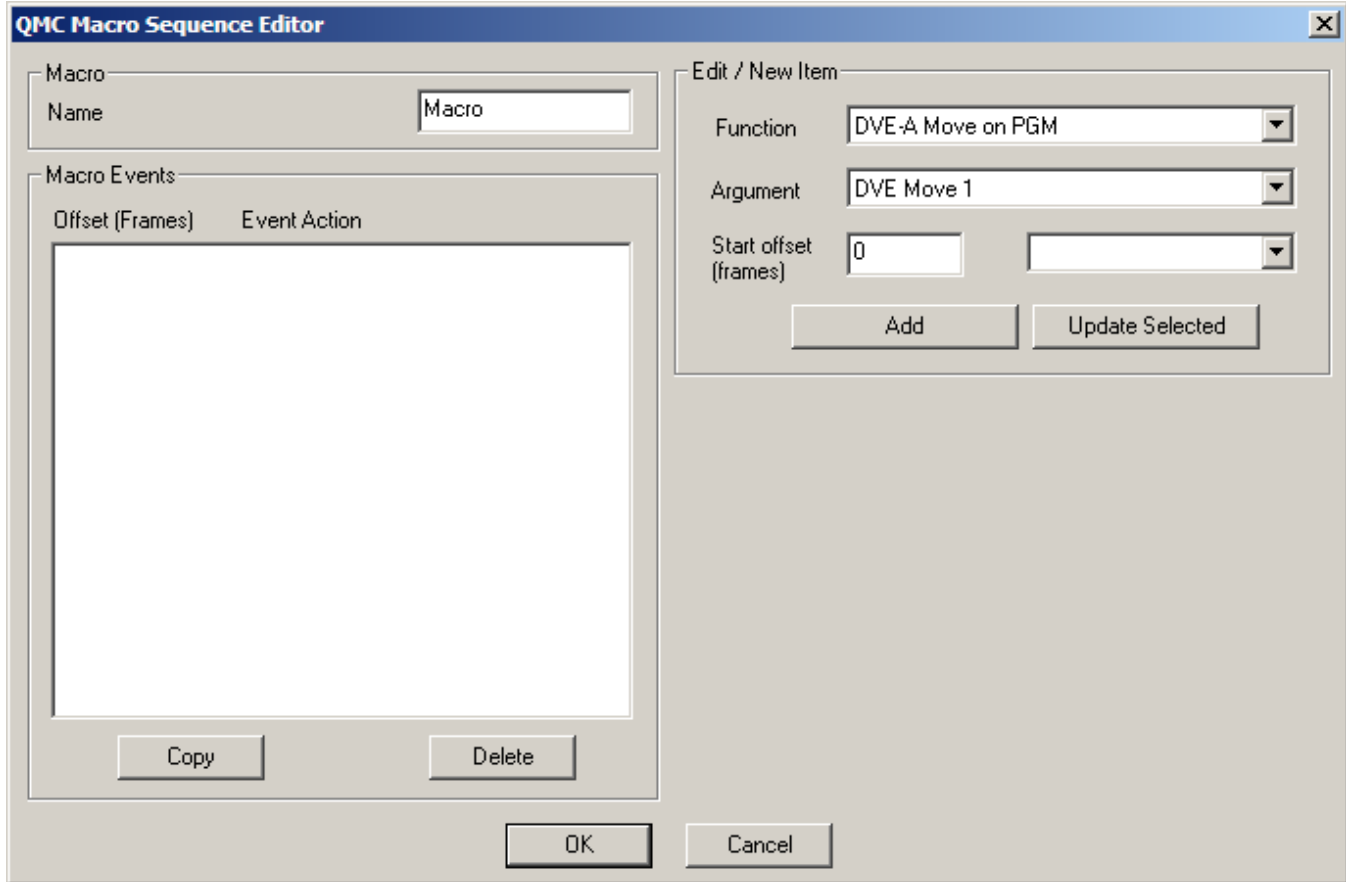 QMC Macro Sequence Editor
Macro
Name
Macro
Macro Events
Offset (Frames) Event Action
Copy
Delete
Edit / New Item
Function
DVE-A Move on PGM
Argument
DVE Move 1
Start offset
(frames)
0
Add
Update Selected
OK
Cancel